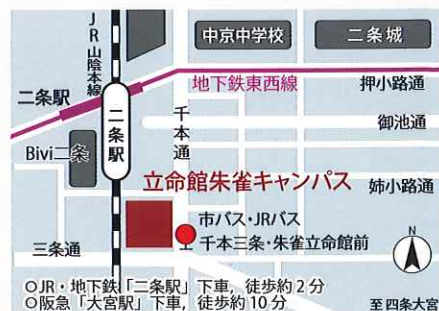 JR山陰本線
中京中学校
二条城
地下鉄東西線
押小路通
二条駅
二条駅
千本通
御池通
Bivi二条
立命館朱雀キャンパス
姉小路通
市バス・JRバス
千本三条・朱雀立命館前
三条通
N
○JR・地下鉄「二条駅」下車，徒歩約2分
○阪急「大宮駅」下車，徒歩約10分
至四条大宮